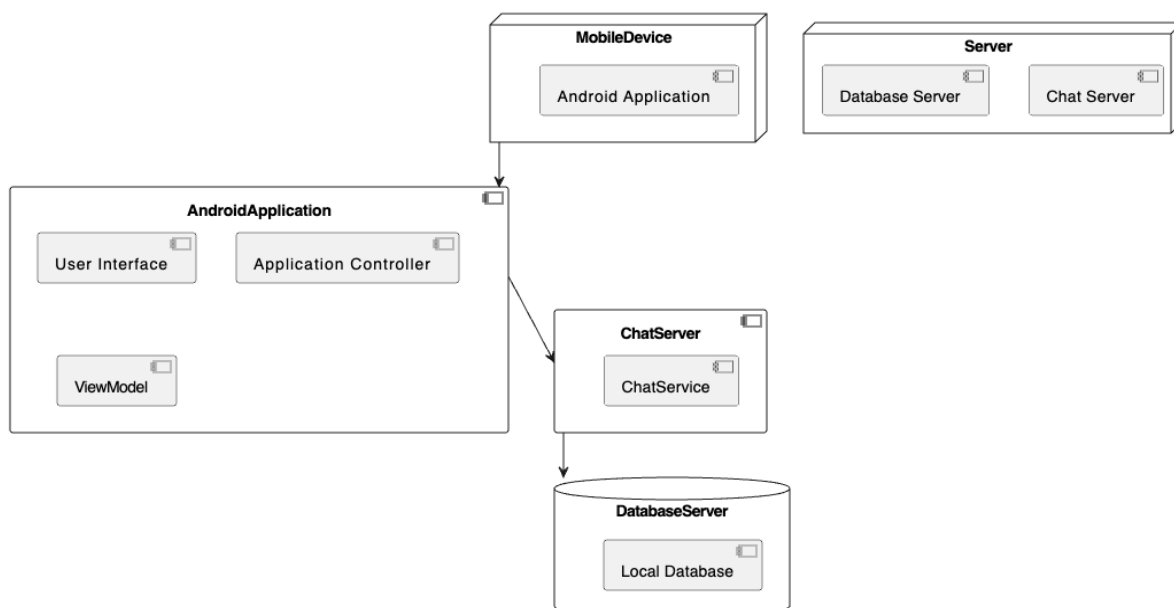 MobileDevice
Android Application
Server
Database Server
Chat Server
AndroidApplication
User Interface
Application Controller
ViewModel
ChatServer
ChatService
DatabaseServer
Local Database